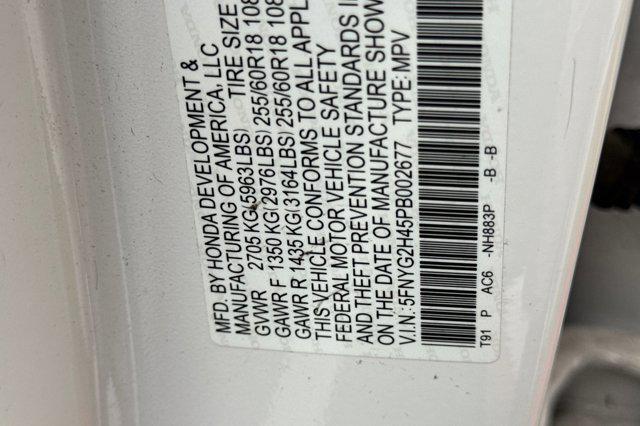 MFD. BY HONDA DEVELOPMENT &
MANUFACTURING OF AMERICA, LLC TIRE SIZE
GVWR 2705 KG(5963LBS)
GAWR F 1350 KG(2976LBS) 255/60R18 108
GAWR R 1435 KG(3164LBS) 255/60R18 108
THIS VEHICLE CONFORMS TO ALL APPL
FEDERAL MOTOR VEHICLE SAFETY
AND THEFT PREVENTION STANDARDS I
ON THE DATE OF MANUFACTURE SHOW
V.I.N.: 5FNYG2H45PB002677 TYPE: MPV
T91 P AC6 -NH883P -B -B